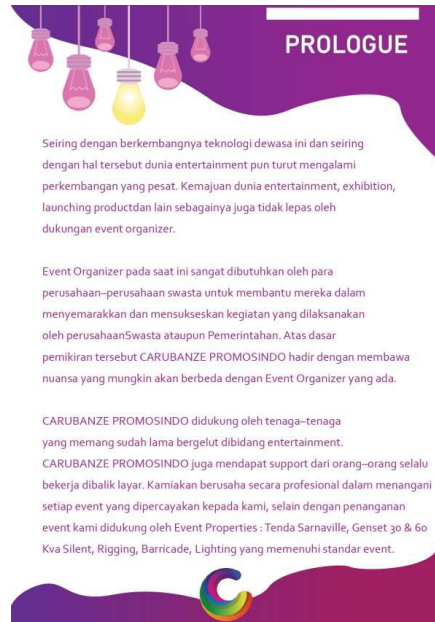 PROLOGUE
Seiring dengan berkembangnya teknologi dewasa ini dan seiring
dengan hal tersebut dunia entertainment pun turut mengalami
perkembangan yang pesat. Kemajuan dunia entertainment, exhibition,
launching productdan lain sebagainya juga tidak lepas oleh
dukungan event organizer.
Event Organizer pada saat ini sangat dibutuhkan oleh para
perusahaan–perusahaan swasta untuk membantu mereka dalam
menyemarakkan dan mensukseskan kegiatan yang dilaksanakan
oleh perusahaanSwasta ataupun Pemerintahan. Atas dasar
pemikiran tersebut CARUBANZE PROMOSINDO hadir dengan membawa
nuansa yang mungkin akan berbeda dengan Event Organizer yang ada.
CARUBANZE PROMOSINDO didukung oleh tenaga–tenaga
yang memang sudah lama bergelut dibidang entertainment.
CARUBANZE PROMOSINDO juga mendapat support dari orang–orang selalu
bekerja dibalik layar. Kamiakan berusaha secara profesional dalam menangani
setiap event yang dipercayakan kepada kami, selain dengan penanganan
event kami didukung oleh Event Properties : Tenda Sarnaville, Genset 30 & 60
Kva Silent, Rigging, Barricade, Lighting yang memenuhi standar event.